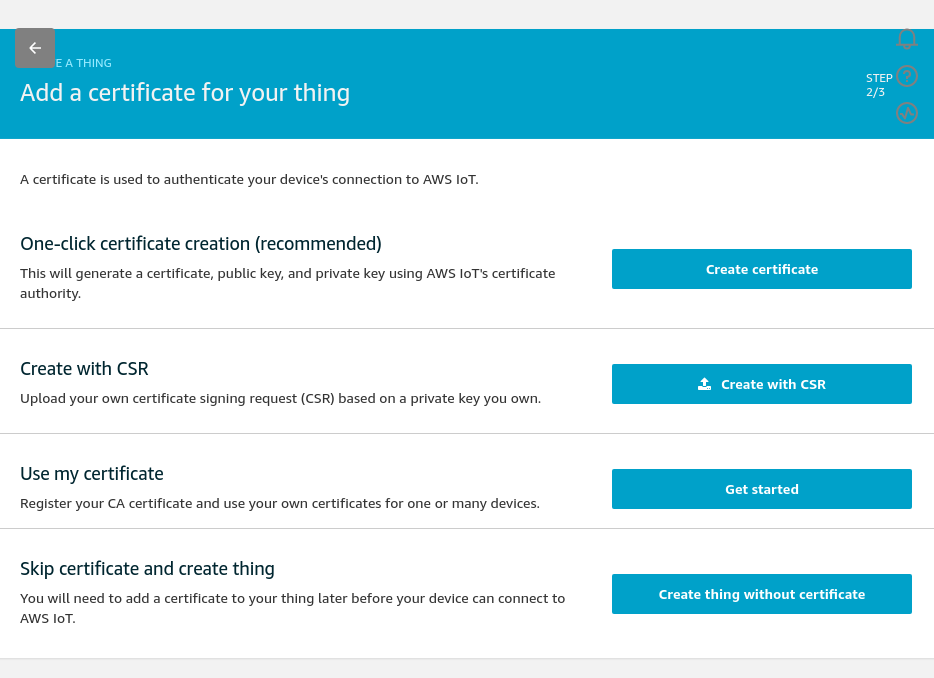 E A THING
Add a certificate for your thing
STEP
2/3
A certificate is used to authenticate your device's connection to AWS IoT.
One-click certificate creation (recommended)
This will generate a certificate, public key, and private key using AWS IoT's certificate
authority.
Create certificate
Create with CSR
Upload your own certificate signing request (CSR) based on a private key you own.
Create with CSR
Use my certificate
Register your CA certificate and use your own certificates for one or many devices.
Get started
Skip certificate and create thing
You will need to add a certificate to your thing later before your device can connect to
AWS IoT.
Create thing without certificate